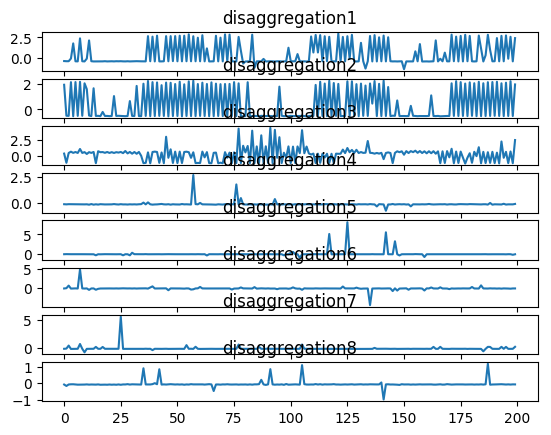 disaggregation1
2.5
0.0
disaggregation2
2
0
disaggregation3
2.5
0.0
disaggregation4
2.5
0.0
disaggregation5
5
0
disaggregation6
5
0
disaggregation7
5
0
disaggregation8
1
0
−1
0 25 50 75 100 125 150 175 200